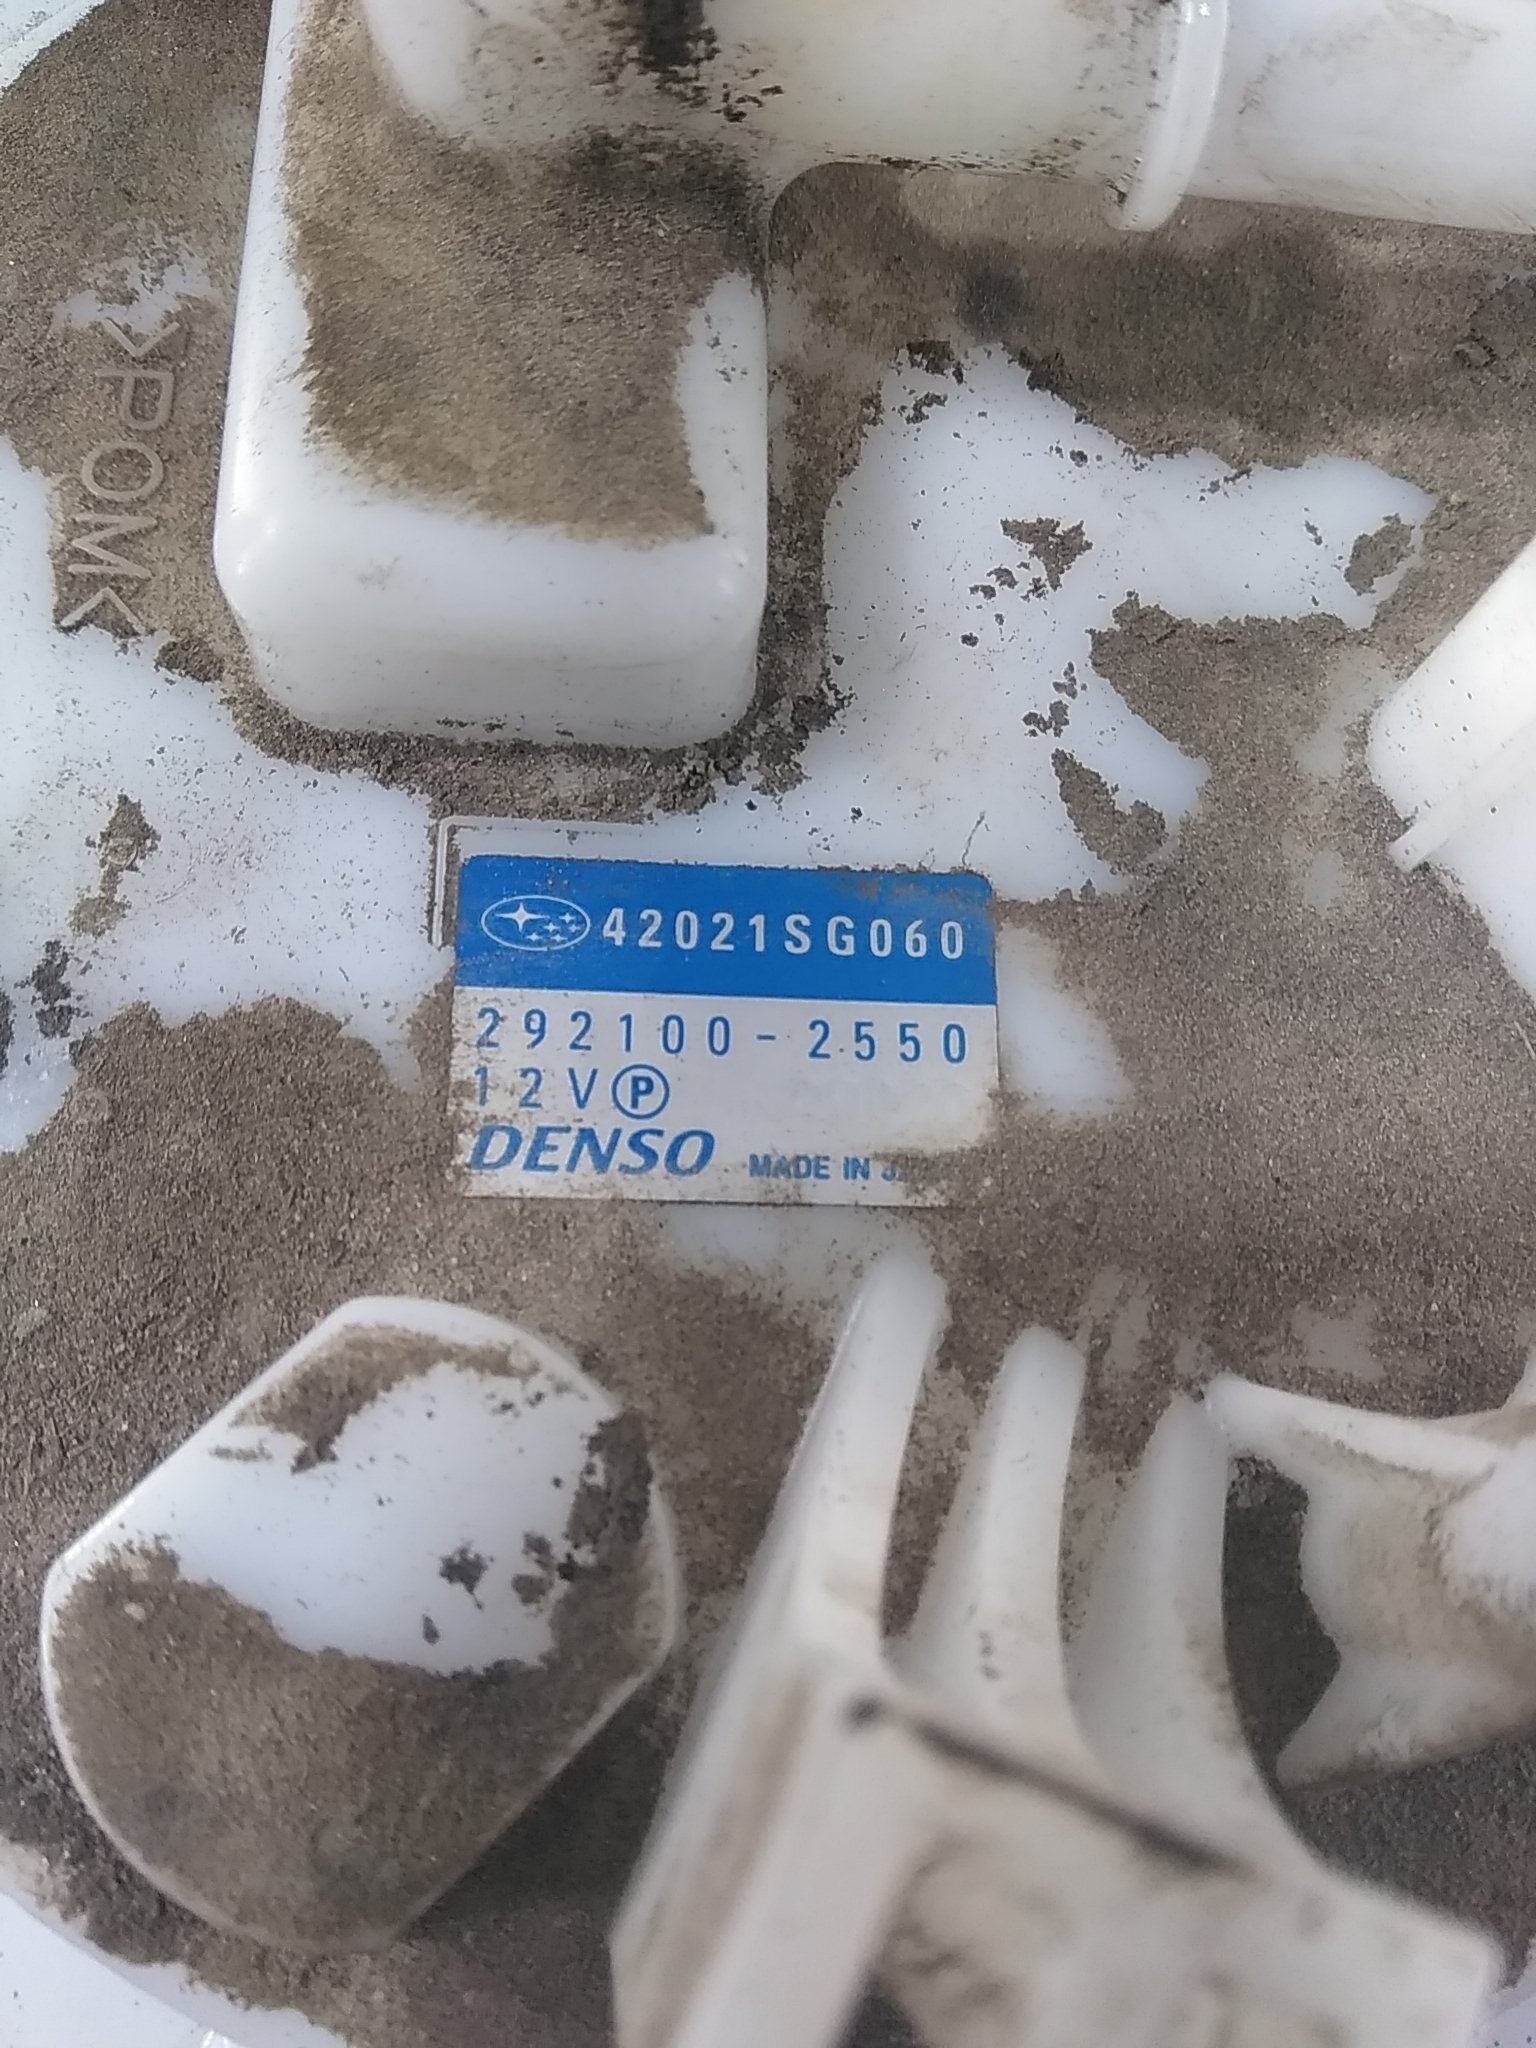 >POM<
42021SG060
292100-2550
12V Ⓟ
DENSO MADE IN